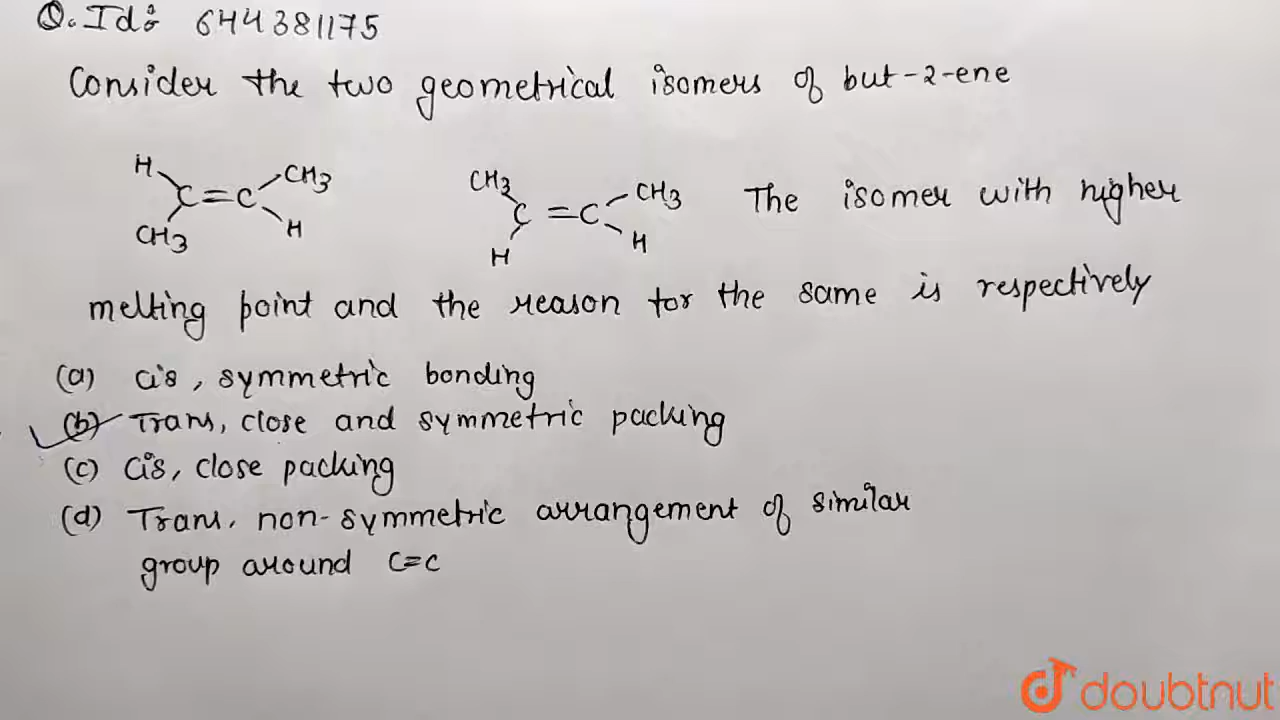 Q. Id: 644381175
Consider the two geometrical isomers of but-2-ene
H CH3 CH3 CH3
C=C C=C The isomer with higher
CH3 H H H
melting point and the reason for the same is respectively
(a) cis, symmetric bonding
(b) Trans, close and symmetric packing
(c) cis, close packing
(d) Trans, non-symmetric arrangement of similar
group around C=C
doubtnut